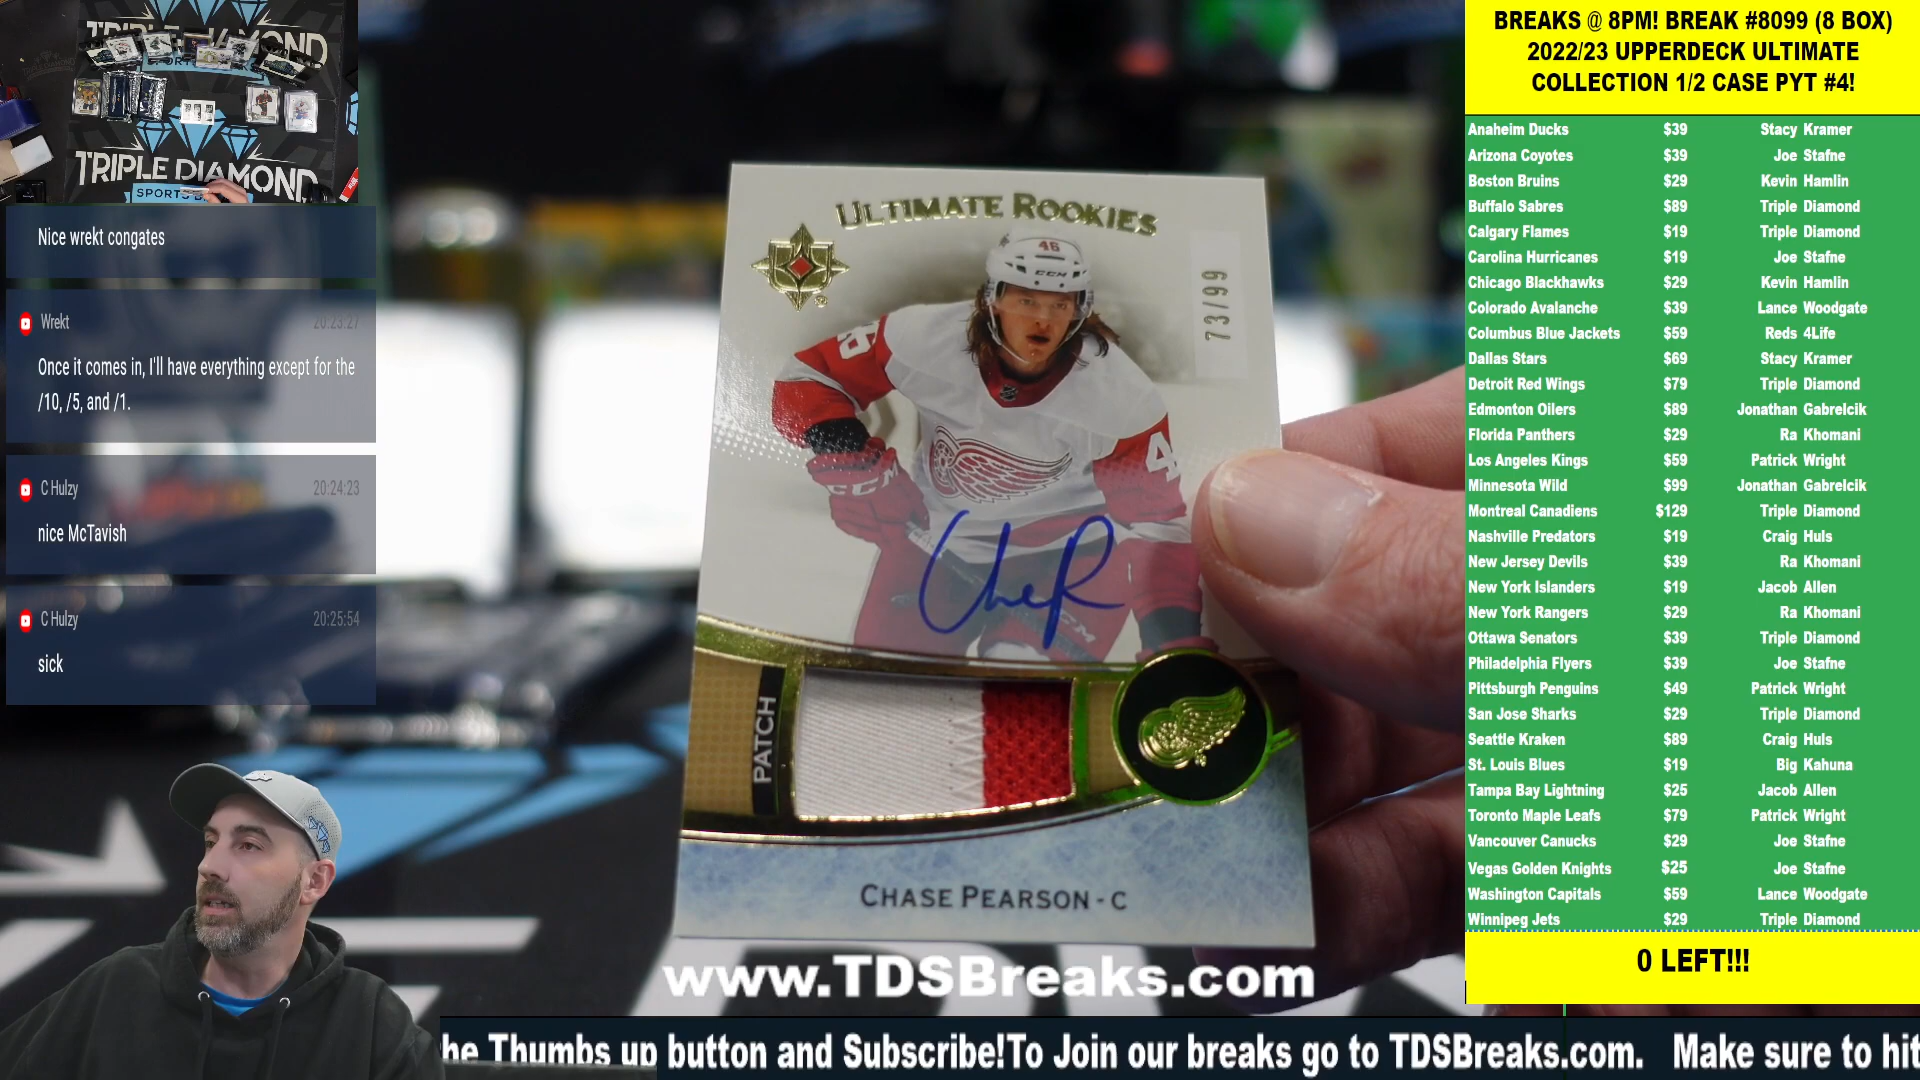 BREAKS @ 8PM! BREAK #8099 (8 BOX)
2022/23 UPPERDECK ULTIMATE
COLLECTION 1/2 CASE PYT #4!
Anaheim Ducks $39 Stacy Kramer
Arizona Coyotes $39 Joe Stafne
Boston Bruins $29 Kevin Hamlin
Buffalo Sabres $89 Triple Diamond
Calgary Flames $19 Triple Diamond
Carolina Hurricanes $19 Joe Stafne
Chicago Blackhawks $29 Kevin Hamlin
Colorado Avalanche $39 Lance Woodgate
Columbus Blue Jackets $59 Reds 4Life
Dallas Stars $69 Stacy Kramer
Detroit Red Wings $79 Triple Diamond
Edmonton Oilers $89 Jonathan Gabrelcik
Florida Panthers $29 Ra Khomani
Los Angeles Kings $59 Patrick Wright
Minnesota Wild $99 Jonathan Gabrelcik
Montreal Canadiens $129 Triple Diamond
Nashville Predators $19 Craig Huls
New Jersey Devils $39 Ra Khomani
New York Islanders $19 Jacob Allen
New York Rangers $29 Ra Khomani
Ottawa Senators $39 Triple Diamond
Philadelphia Flyers $39 Joe Stafne
Pittsburgh Penguins $49 Patrick Wright
San Jose Sharks $29 Triple Diamond
Seattle Kraken $89 Craig Huls
St. Louis Blues $19 Big Kahuna
Tampa Bay Lightning $25 Jacob Allen
Toronto Maple Leafs $79 Patrick Wright
Vancouver Canucks $29 Joe Stafne
Vegas Golden Knights $25 Joe Stafne
Washington Capitals $59 Lance Woodgate
Winnipeg Jets $29 Triple Diamond
0 LEFT!!!
TRIPLE DIAMOND
SPORTS
Nice wrekt congates
Wrekt 20:23:27
Once it comes in, I'll have everything except for the
/10, /5, and /1.
C Hulzy 20:24:23
nice McTavish
C Hulzy 20:25:54
sick
ULTIMATE ROOKIES
73/99
46
CCM
46
4
CCM
CCM
PATCH
CHASE PEARSON - C
www.TDSBreaks.com
he Thumbs up button and Subscribe!To Join our breaks go to TDSBreaks.com. Make sure to hit